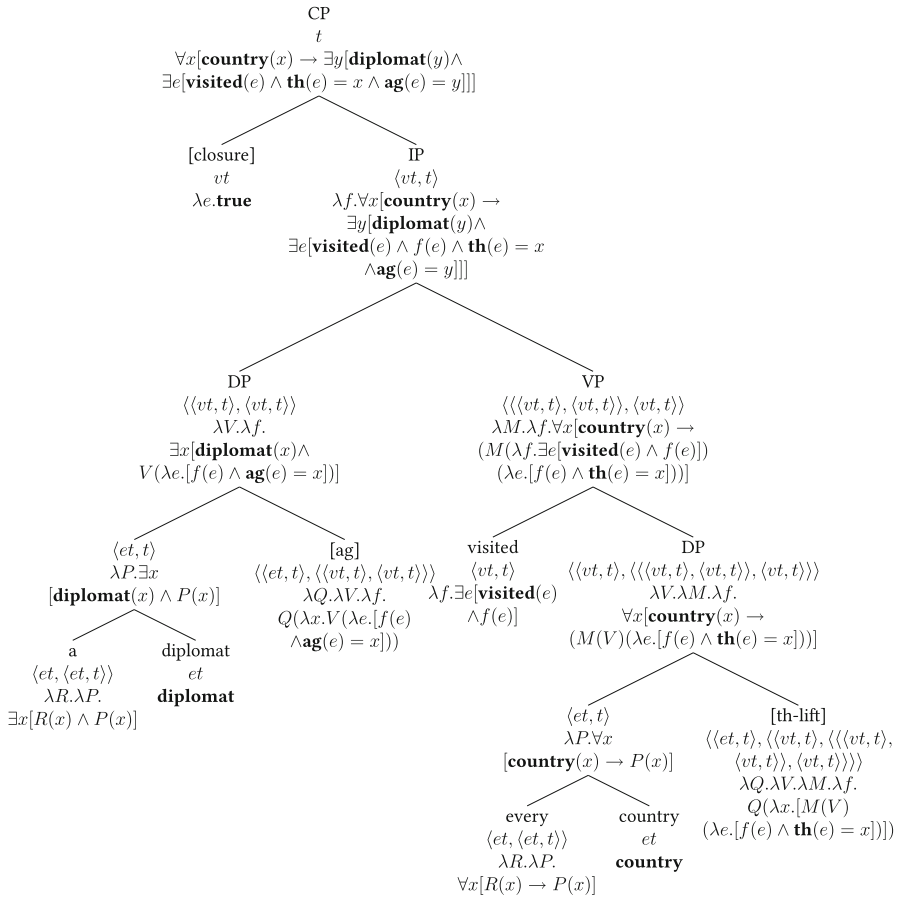 CP
t
∀x[country(x) → ∃y[diplomat(y)∧
∃e[visited(e) ∧ th(e) = x ∧ ag(e) = y]]]
[closure]
vt
λe.true
IP
⟨vt, t⟩
λf.∀x[country(x) →
∃y[diplomat(y)∧
∃e[visited(e) ∧ f(e) ∧ th(e) = x
∧ag(e) = y]]]
DP
⟨⟨vt, t⟩, ⟨vt, t⟩⟩
λV.λf.
∃x[diplomat(x)∧
V(λe.[f(e) ∧ ag(e) = x])]
VP
⟨⟨⟨vt, t⟩, ⟨vt, t⟩⟩, ⟨vt, t⟩⟩
λM.λf.∀x[country(x) →
(M(λf.∃e[visited(e) ∧ f(e)])
(λe.[f(e) ∧ th(e) = x]))]
⟨et, t⟩
λP.∃x
[diplomat(x) ∧ P(x)]
[ag]
⟨⟨et, t⟩, ⟨⟨vt, t⟩, ⟨vt, t⟩⟩⟩
λQ.λV.λf.
Q(λx.V(λe.[f(e)
∧ag(e) = x]))
visited
⟨vt, t⟩
λf.∃e[visited(e)
∧f(e)]
DP
⟨⟨vt, t⟩, ⟨⟨⟨vt, t⟩, ⟨vt, t⟩⟩, ⟨vt, t⟩⟩⟩
λV.λM.λf.
∀x[country(x) →
(M(V)(λe.[f(e) ∧ th(e) = x]))]
a
⟨et, ⟨et, t⟩⟩
λR.λP.
∃x[R(x) ∧ P(x)]
diplomat
et
diplomat
⟨et, t⟩
λP.∀x
[country(x) → P(x)]
[th-lift]
⟨⟨et, t⟩, ⟨⟨vt, t⟩, ⟨⟨⟨vt, t⟩,
⟨vt, t⟩⟩, ⟨vt, t⟩⟩⟩⟩
λQ.λV.λM.λf.
Q(λx.[M(V)
(λe.[f(e) ∧ th(e) = x])])
every
⟨et, ⟨et, t⟩⟩
λR.λP.
∀x[R(x) → P(x)]
country
et
country